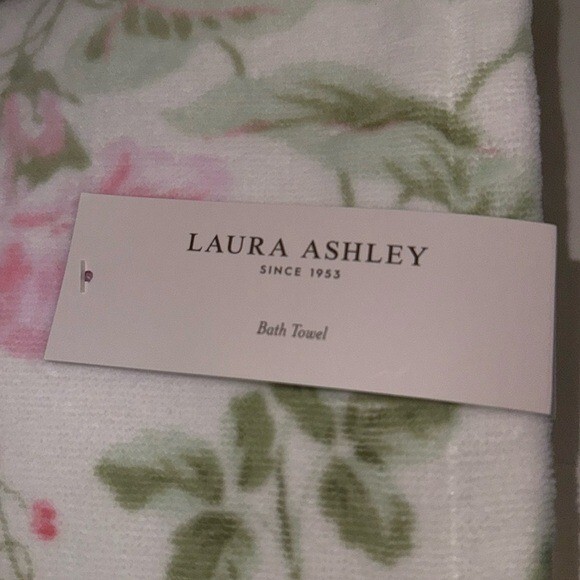 LAURA ASHLEY
SINCE 1953
Bath Towel